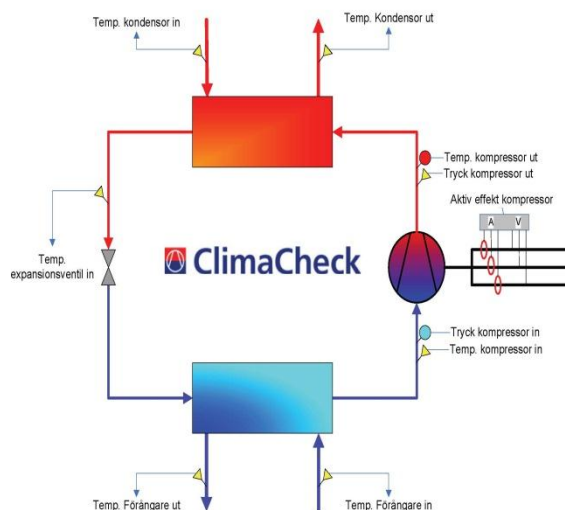 Temp. kondensor in
Temp. Kondensor ut
Temp. kompressor ut
Tryck kompressor ut
Aktiv effekt kompressor
A V
Temp.
expansionsventil in
ClimaCheck
Tryck kompressor in
Temp. kompressor in
Temp. Förångare ut
Temp. Förångare in